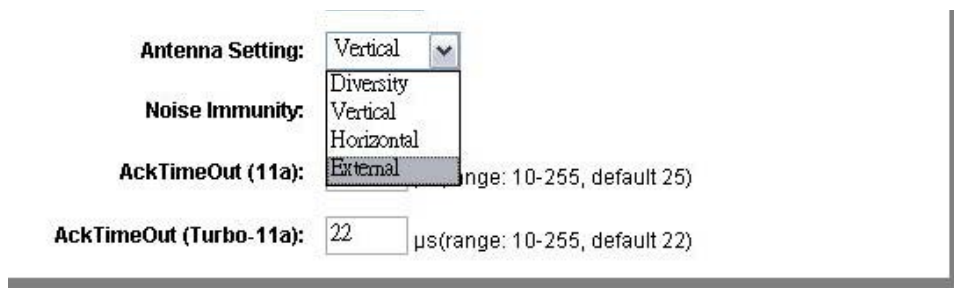 Antenna Setting: Vertical
Diversity
Noise Immunity: Vertical
Horizontal
AckTimeOut (11a): External nge: 10-255, default 25)
AckTimeOut (Turbo-11a): 22 µs(range: 10-255, default 22)